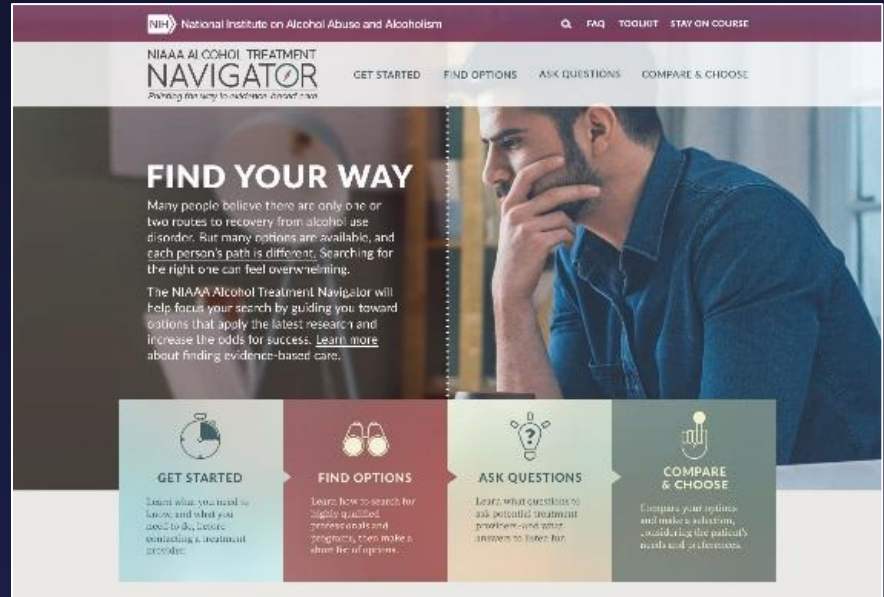 NIH National Institute on Alcohol Abuse and Alcoholism
FAQ TOOLKIT STAY ON COURSE
NIAAA ALCOHOL TREATMENT
NAVIGATOR
Pointing the way to evidence-based care
GET STARTED FIND OPTIONS ASK QUESTIONS COMPARE & CHOOSE
FIND YOUR WAY
Many people believe there are only one or
two routes to recovery from alcohol use
disorder. But many options are available, and
each person's path is different. Searching for
the right one can feel overwhelming.
The NIAAA Alcohol Treatment Navigator will
help focus your search by guiding you toward
options that apply the latest research and
increase the odds for success. Learn more
about finding evidence-based care.
GET STARTED
Learn what you need to
know, and what you
need to do, before
contacting a treatment
provider.
FIND OPTIONS
Learn how to search for
highly qualified
professionals and
programs, then make a
short list of options.
ASK QUESTIONS
Learn what questions to
ask potential treatment
providers–and what
answers to listen for.
COMPARE
& CHOOSE
Compare your options
and make a selection,
considering the patient's
needs and preferences.